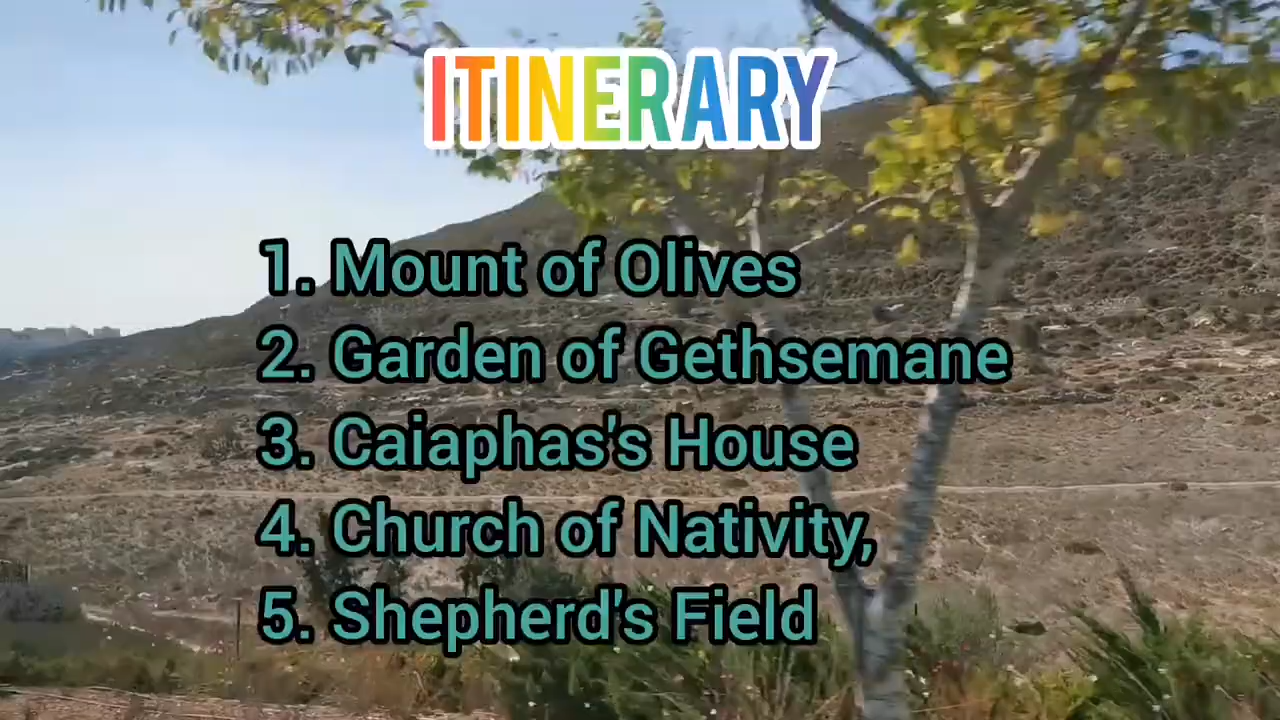 ITINERARY
1. Mount of Olives
2. Garden of Gethsemane
3. Caiaphas's House
4. Church of Nativity,
5. Shepherd's Field